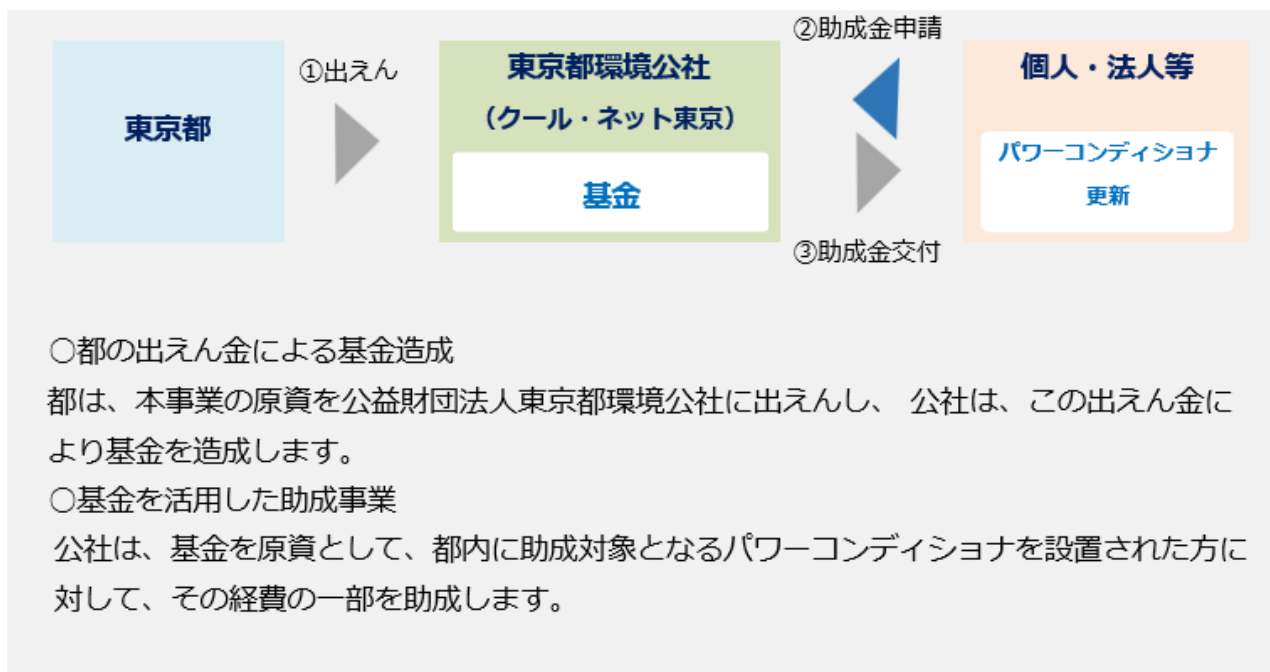 ②助成金申請
①出えん
東京都環境公社
個人・法人等
東京都
（クール・ネット東京）
パワーコンディショナ
基金
更新
③助成金交付
○都の出えん金による基金造成
都は、本事業の原資を公益財団法人東京都環境公社に出えんし、 公社は、この出えん金に
より基金を造成します。
○基金を活用した助成事業
公社は、基金を原資として、都内に助成対象となるパワーコンディショナを設置された方に
対して、その経費の一部を助成します。